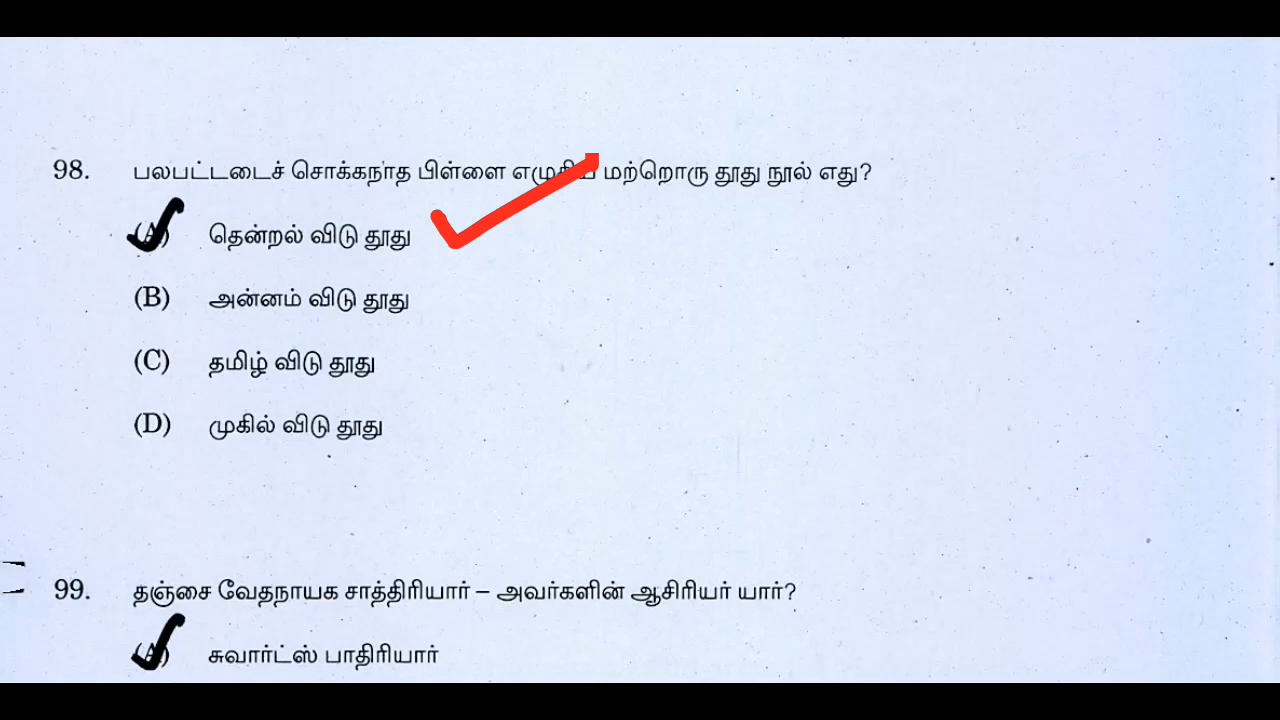 98. பலபட்டடைச் சொக்கநாத பிள்ளை எழுதிய மற்றொரு தூது நூல் எது?
(A) தென்றல் விடு தூது
(B) அன்னம் விடு தூது
(C) தமிழ் விடு தூது
(D) முகில் விடு தூது
99. தஞ்சை வேதநாயக சாத்திரியார் – அவர்களின் ஆசிரியர் யார்?
(A) சுவார்ட்ஸ் பாதிரியார்